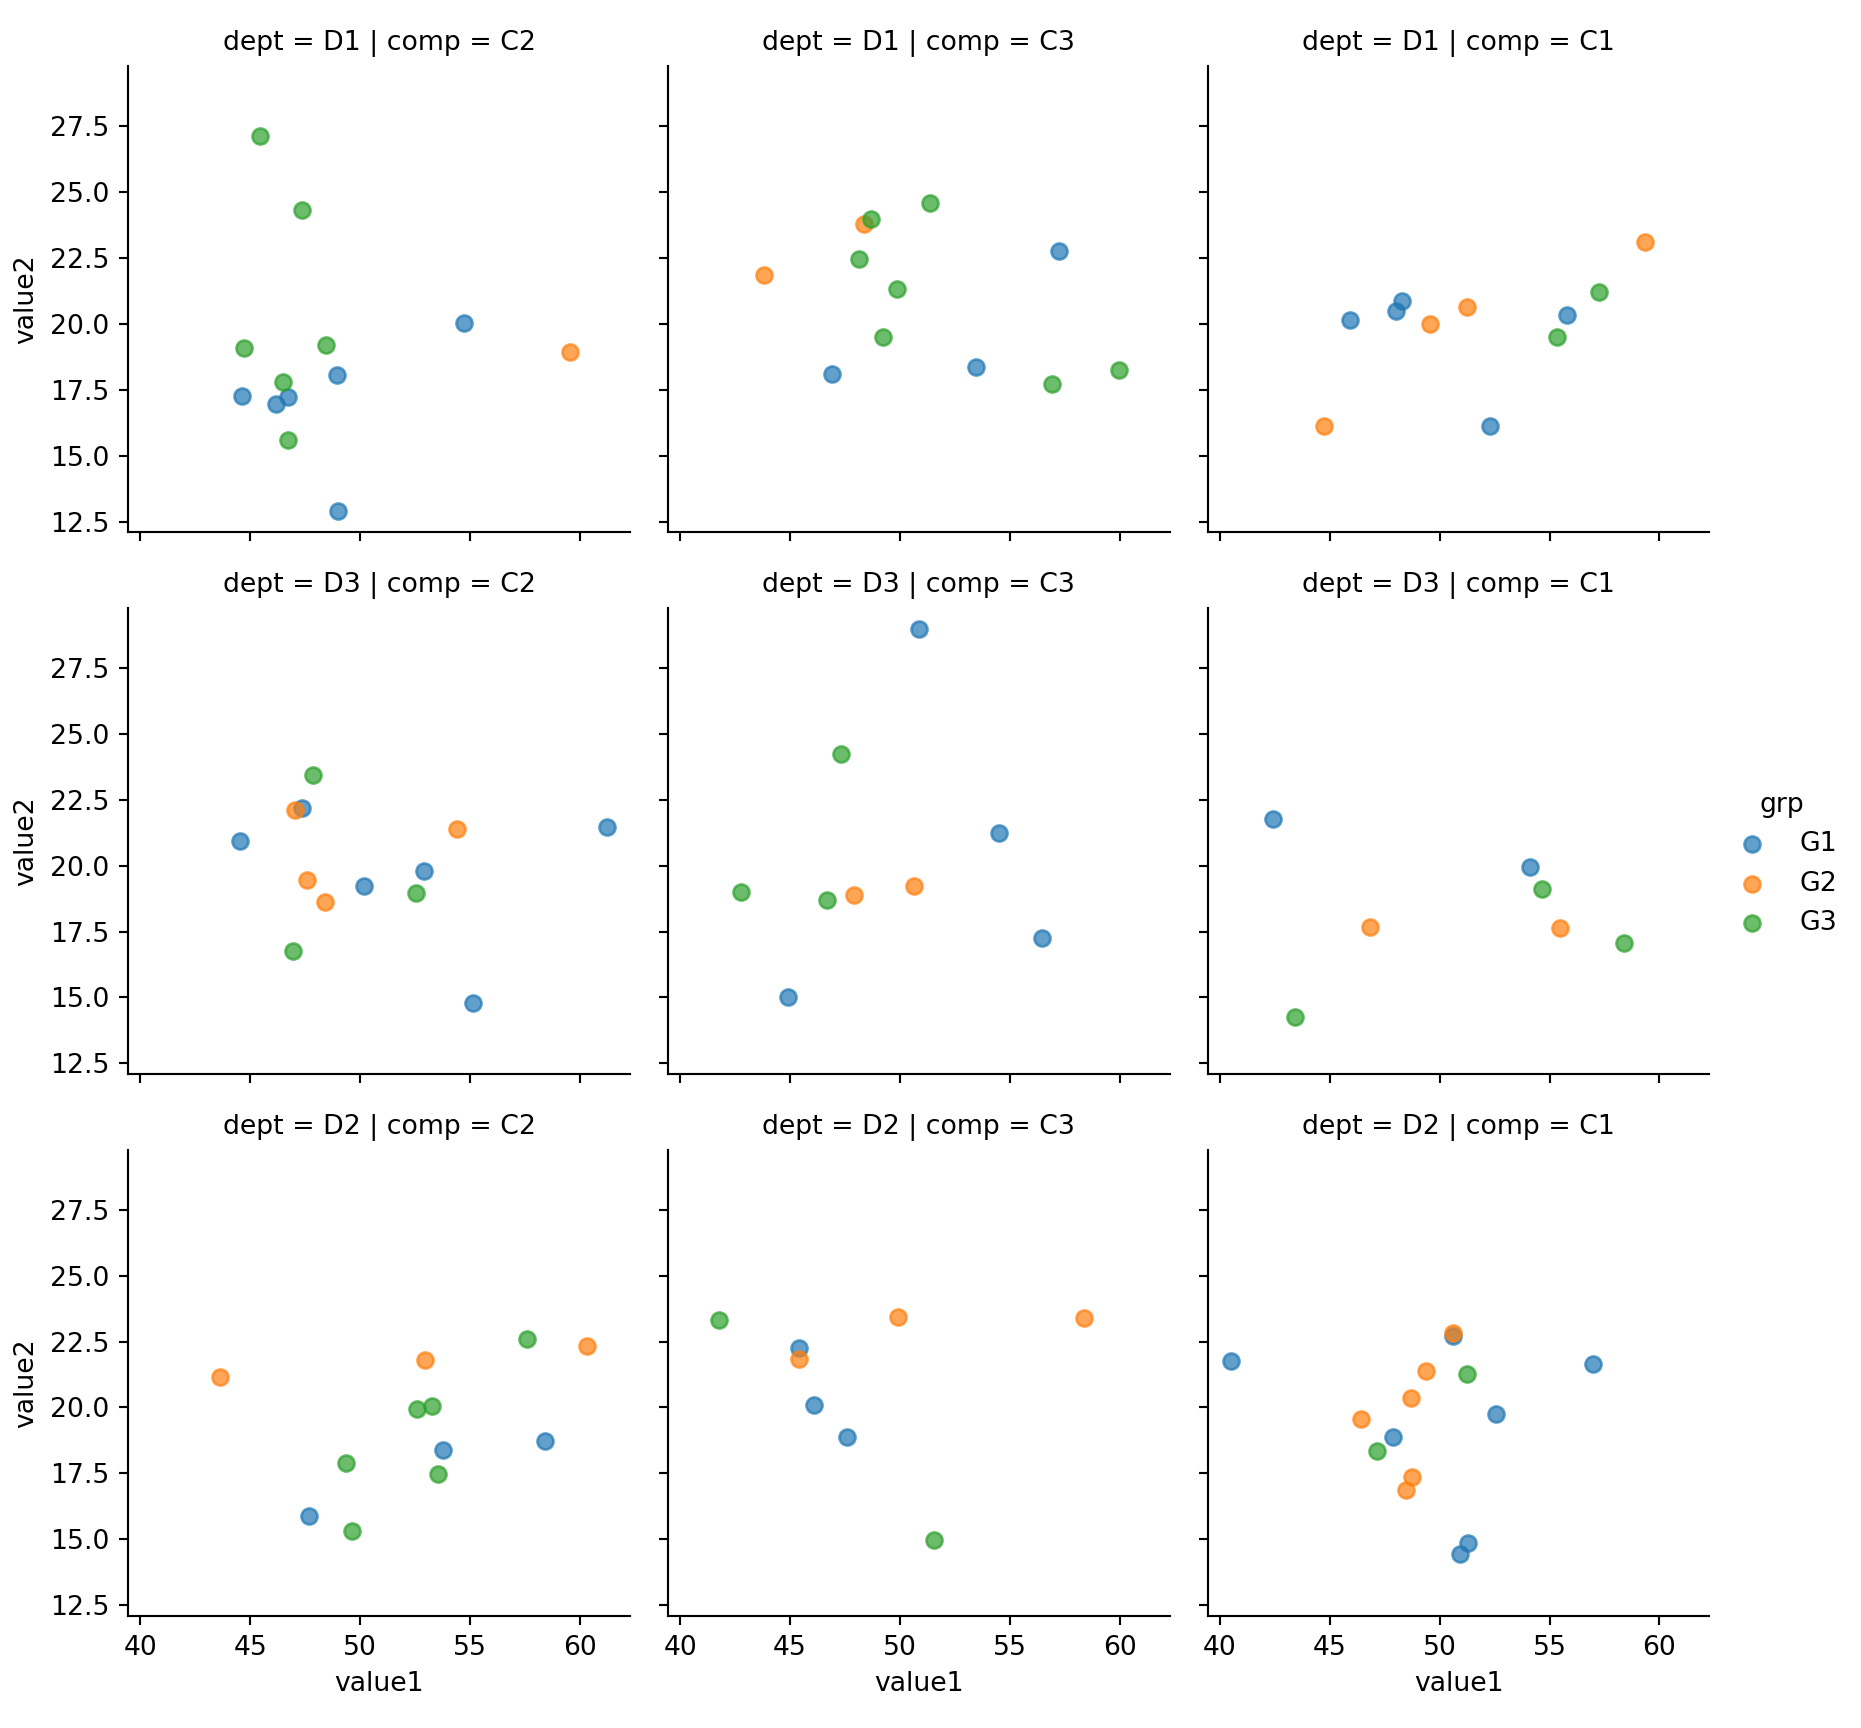 dept = D1 | comp = C2
dept = D1 | comp = C3
dept = D1 | comp = C1
value2
27.5
25.0
22.5
20.0
17.5
15.0
12.5
dept = D3 | comp = C2
dept = D3 | comp = C3
dept = D3 | comp = C1
value2
27.5
25.0
22.5
20.0
17.5
15.0
12.5
grp
G1
G2
G3
dept = D2 | comp = C2
dept = D2 | comp = C3
dept = D2 | comp = C1
value2
27.5
25.0
22.5
20.0
17.5
15.0
12.5
40 45 50 55 60
40 45 50 55 60
40 45 50 55 60
value1
value1
value1